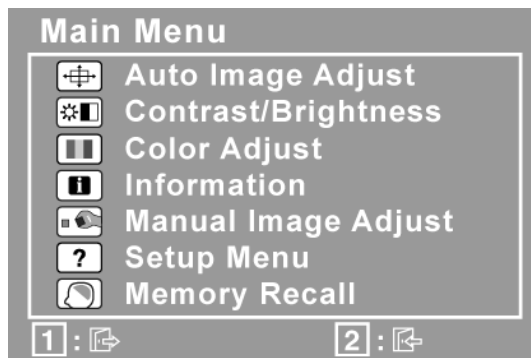 Main Menu
Auto Image Adjust
Contrast/Brightness
Color Adjust
i Information
Manual Image Adjust
? Setup Menu
Memory Recall
1 : 2 :